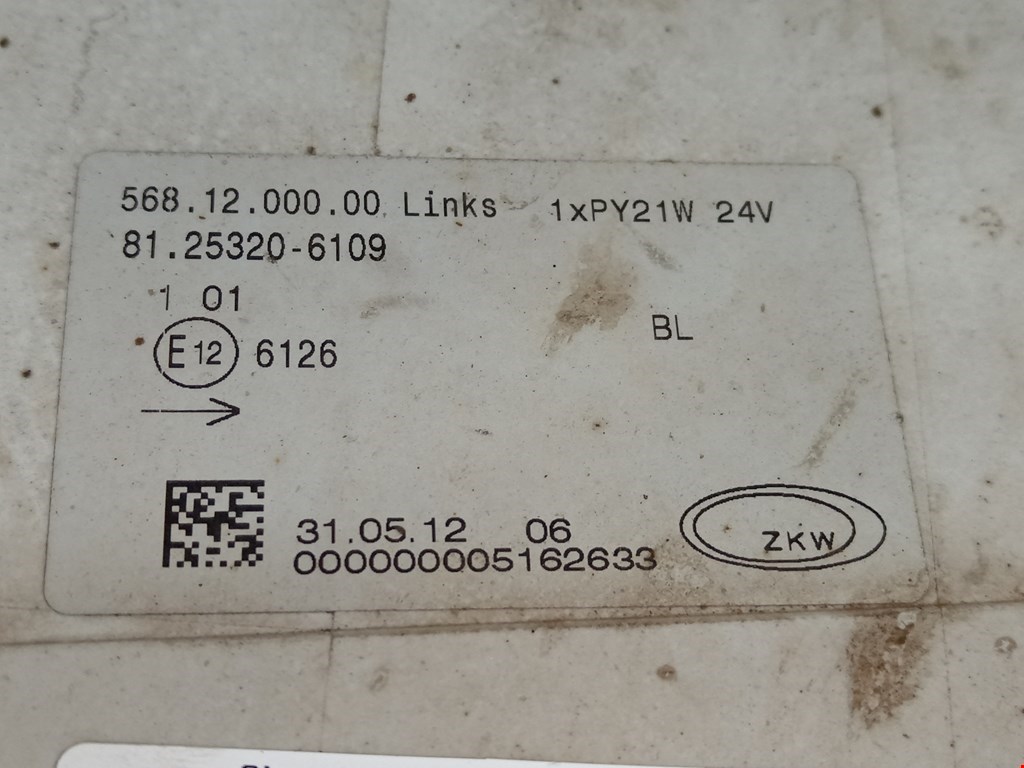 568.12.000.00 Links 1xPY21W 24V
81.25320-6109
1 01
BL
E12 6126
31.05.12 06
000000005162633
ZKW